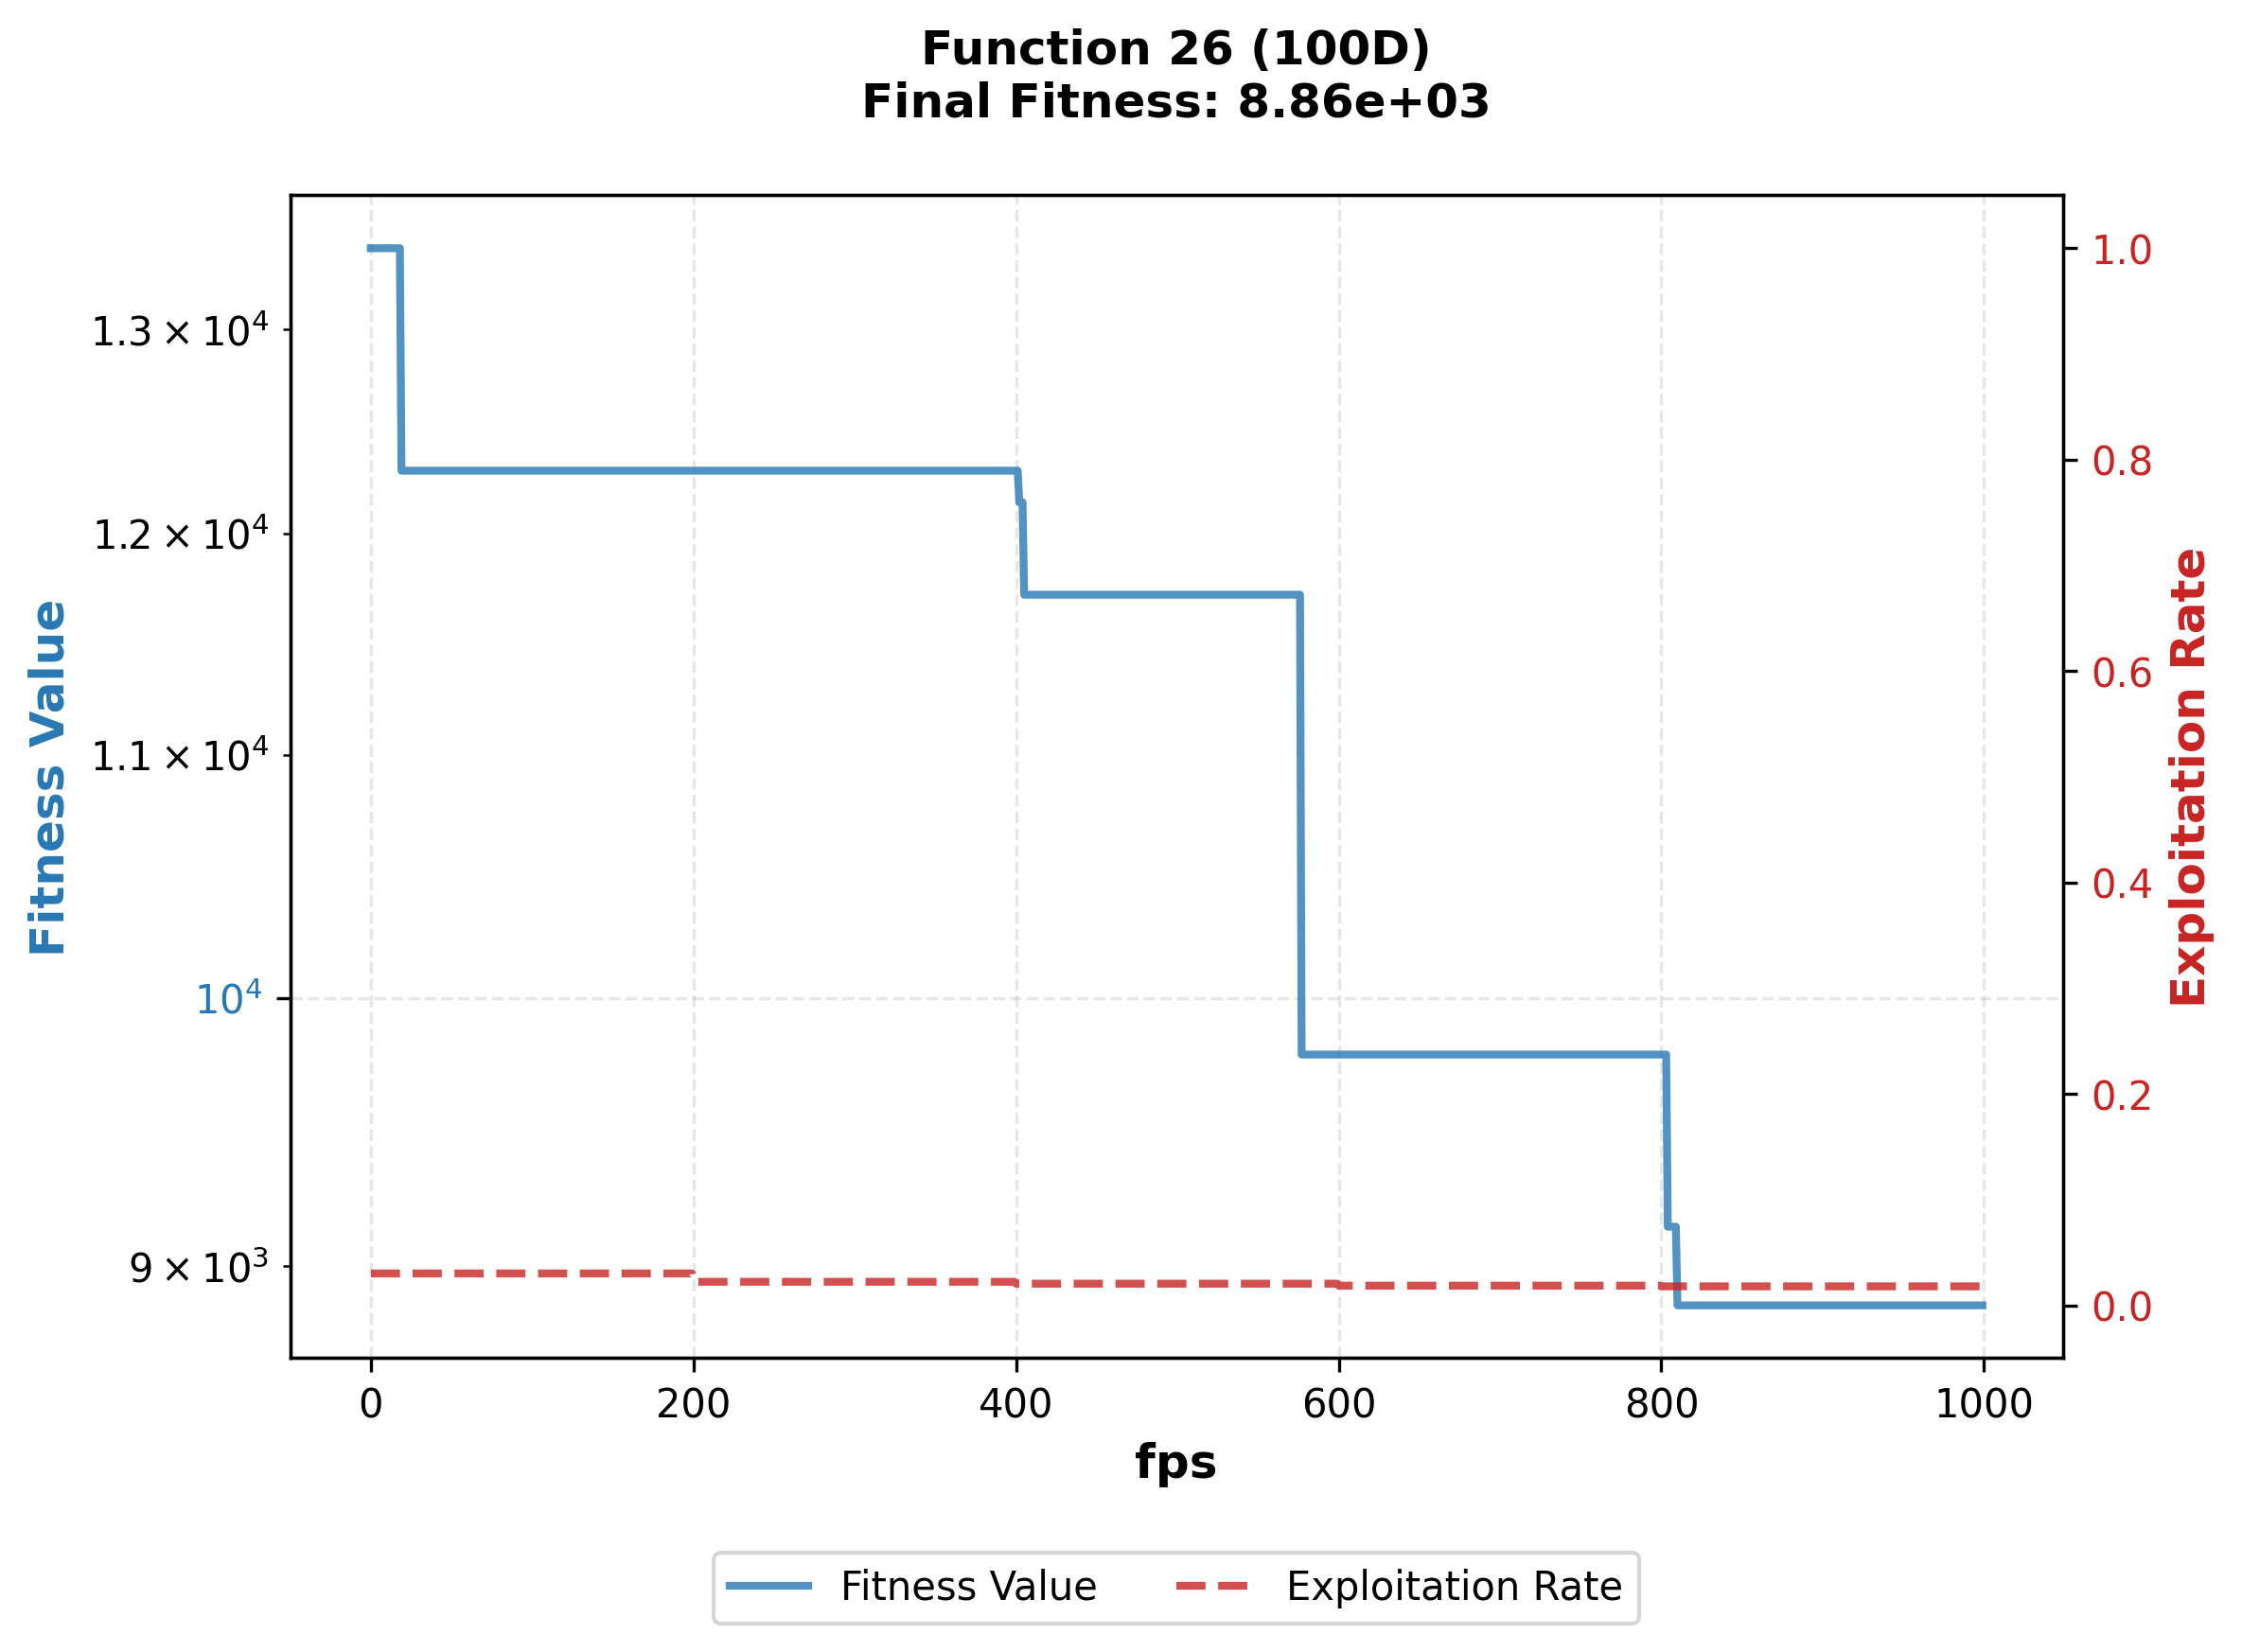 Function 26 (100D)
Final Fitness: 8.86e+03
Fitness Value
1.3 × 10⁴
1.2 × 10⁴
1.1 × 10⁴
10⁴
9 × 10³
1.0
0.8
0.6
0.4
0.2
0.0
Exploitation Rate
0 200 400 600 800 1000
fps
Fitness Value Exploitation Rate